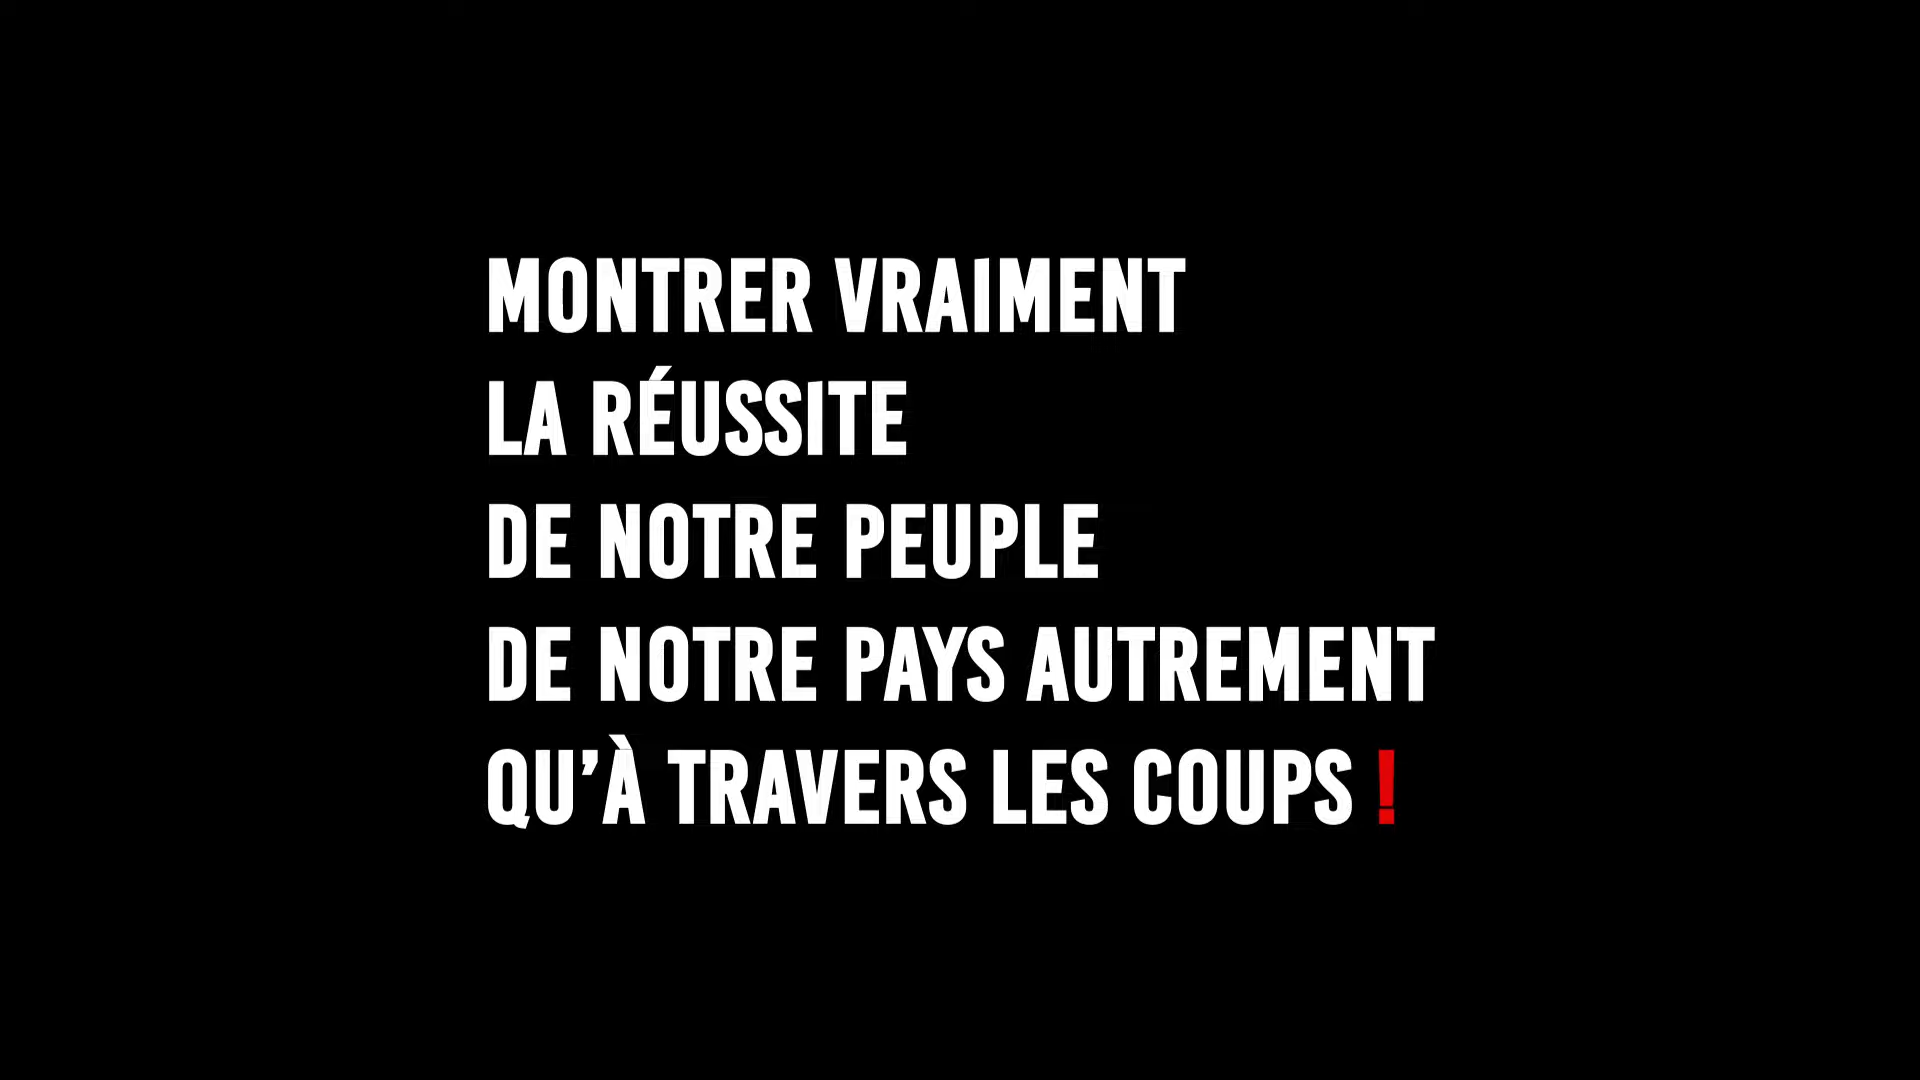 MONTRER VRAIMENT
LA RÉUSSITE
DE NOTRE PEUPLE
DE NOTRE PAYS AUTREMENT
QU’À TRAVERS LES COUPS !